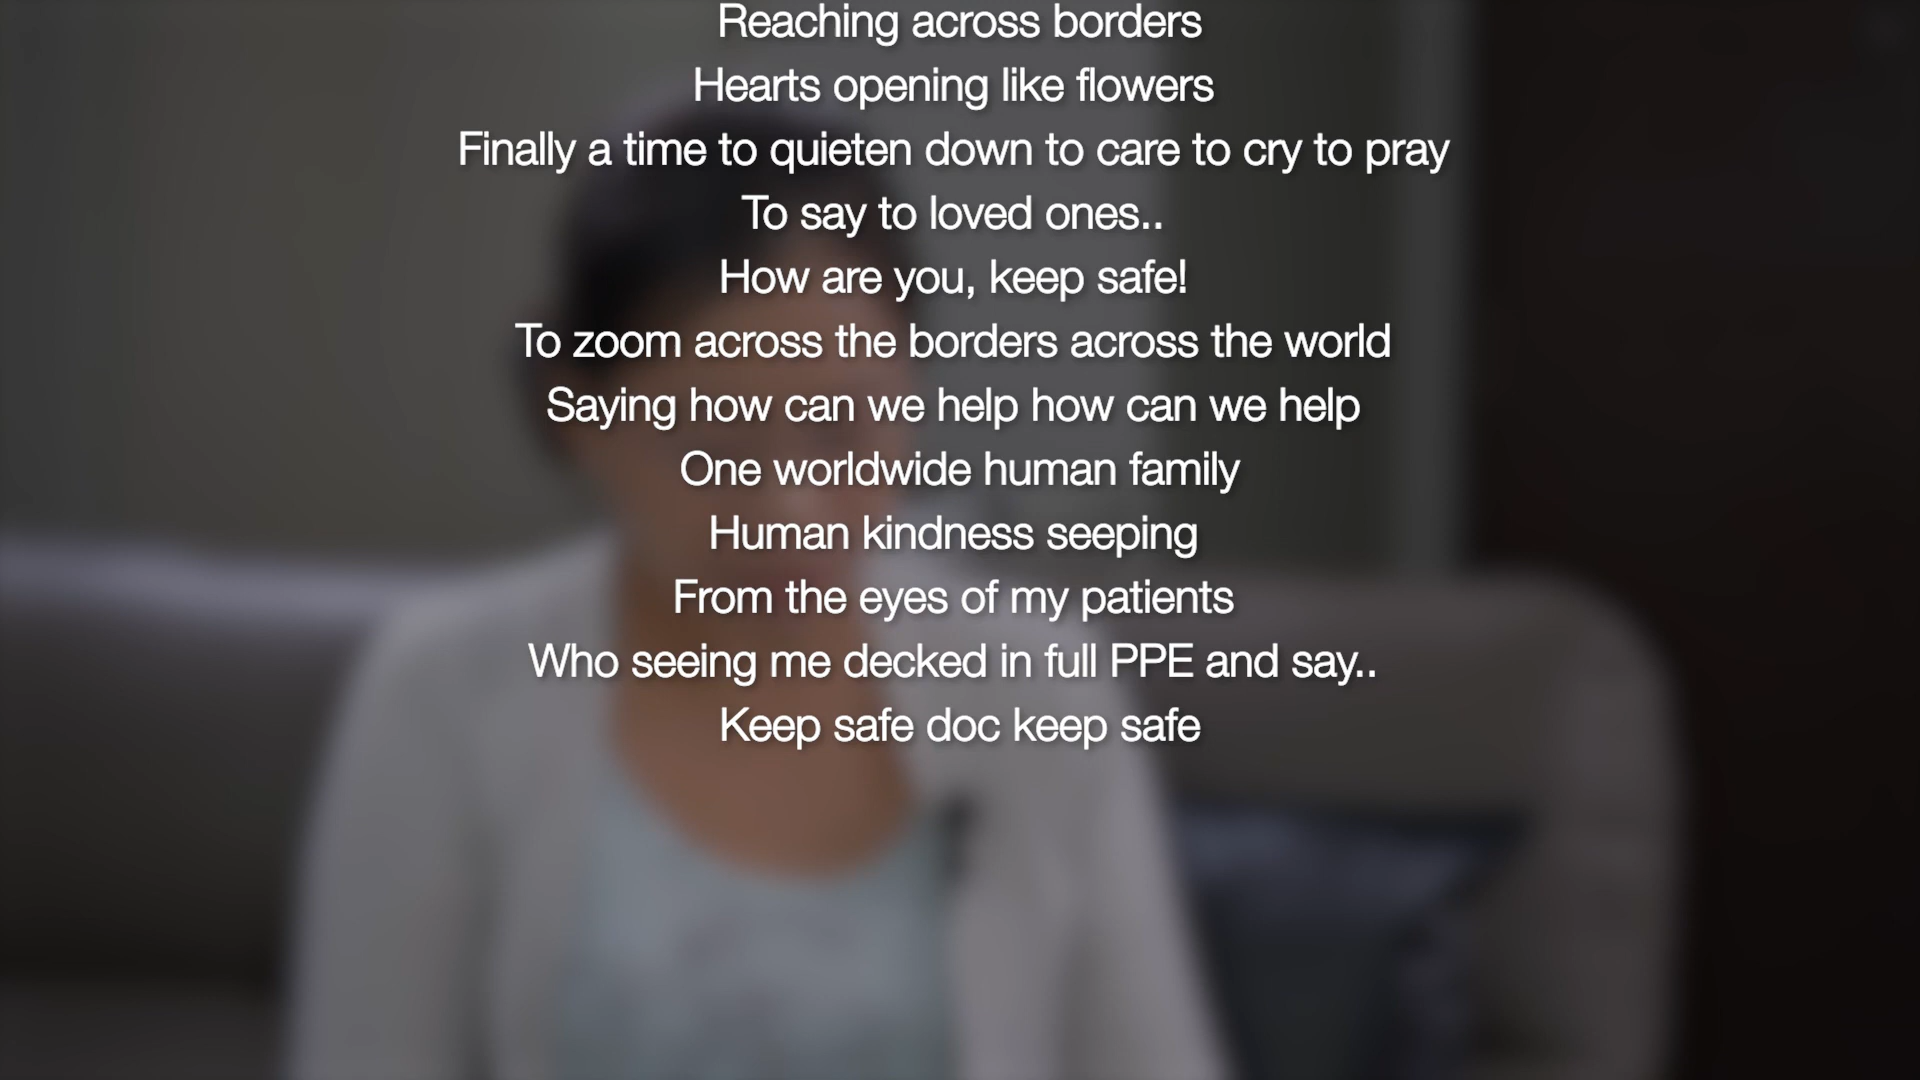 Reaching across borders
Hearts opening like flowers
Finally a time to quieten down to care to cry to pray
To say to loved ones..
How are you, keep safe!
To zoom across the borders across the world
Saying how can we help how can we help
One worldwide human family
Human kindness seeping
From the eyes of my patients
Who seeing me decked in full PPE and say..
Keep safe doc keep safe